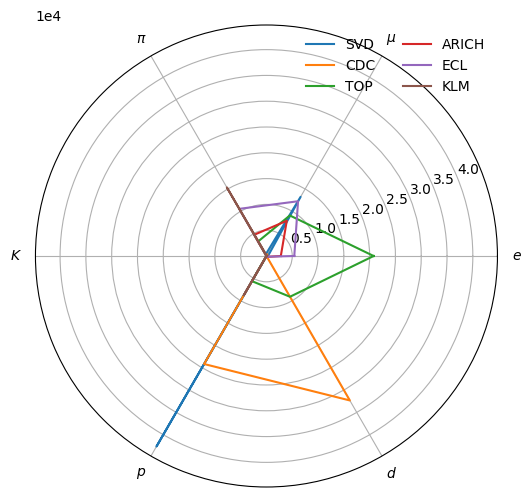 1e4
π
μ
SVD ARICH
CDC ECL
TOP KLM
4.0
3.5
3.0
2.5
2.0
1.5
1.0
0.5
K
e
p
d